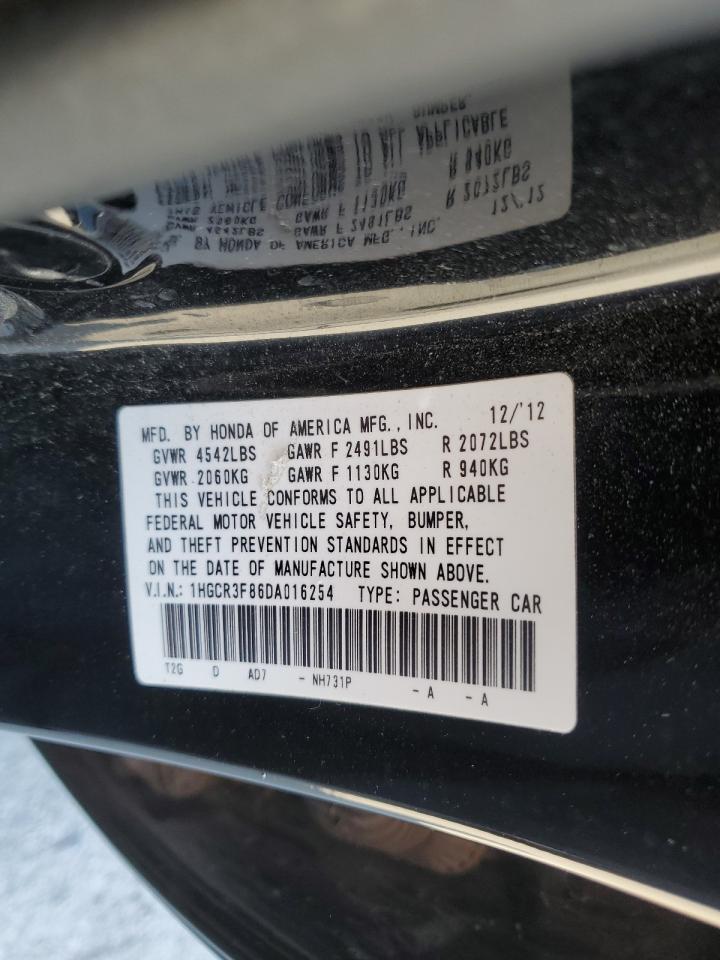 MFD. BY HONDA OF AMERICA MFG., INC. 12/'12
GVWR 4542LBS GAWR F 2491LBS R 2072LBS
GVWR 2060KG GAWR F 1130KG R 940KG
THIS VEHICLE CONFORMS TO ALL APPLICABLE
FEDERAL MOTOR VEHICLE SAFETY, BUMPER,
AND THEFT PREVENTION STANDARDS IN EFFECT
ON THE DATE OF MANUFACTURE SHOWN ABOVE.
V.I.N.: 1HGCR3F86DA016254 TYPE: PASSENGER CAR
T2G D AD7 - NH731P - A - A